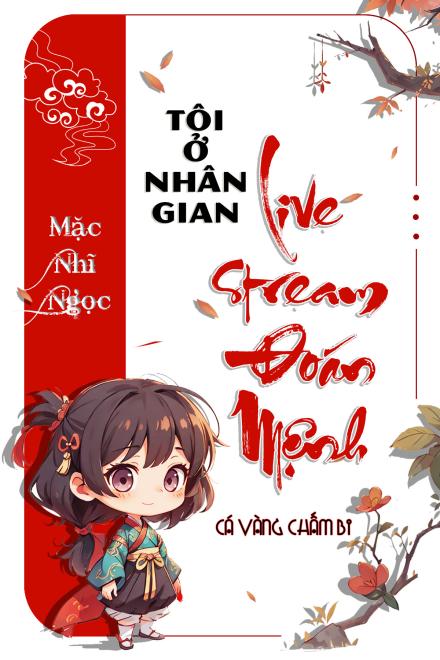 TÔI
Ở
NHÂN
GIAN
Live
Stream
Đoán
Mệnh
Mặc
Nhĩ
Ngọc
CÁ VÀNG CHẤM BI